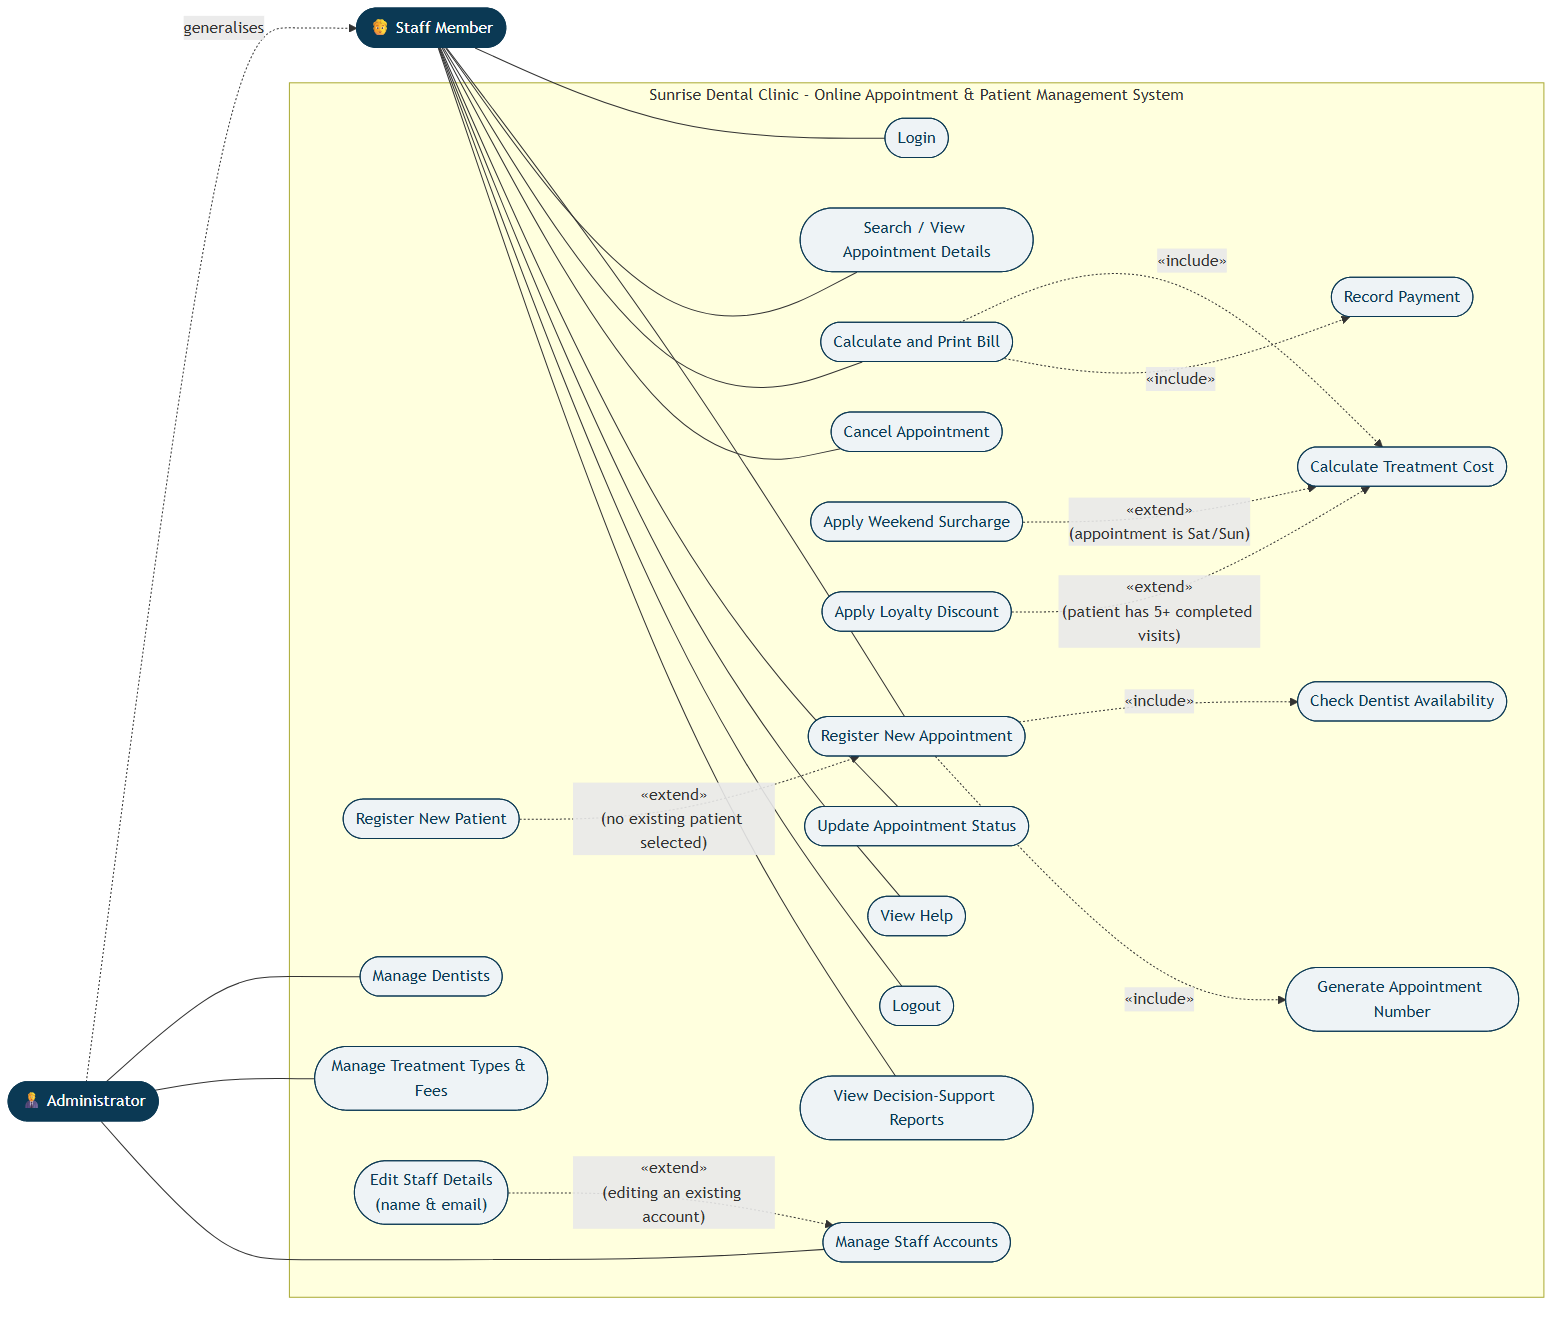 generalises
Staff Member
Sunrise Dental Clinic - Online Appointment & Patient Management System
Login
Search / View
Appointment Details
«include»
Record Payment
Calculate and Print Bill
«include»
Cancel Appointment
Calculate Treatment Cost
Apply Weekend Surcharge
«extend»
(appointment is Sat/Sun)
Apply Loyalty Discount
«extend»
(patient has 5+ completed
visits)
Register New Appointment
«include»
Check Dentist Availability
Register New Patient
«extend»
(no existing patient
selected)
Update Appointment Status
View Help
Manage Dentists
Logout
«include»
Generate Appointment
Number
Administrator
Manage Treatment Types &
Fees
View Decision-Support
Reports
Edit Staff Details
(name & email)
«extend»
(editing an existing
account)
Manage Staff Accounts